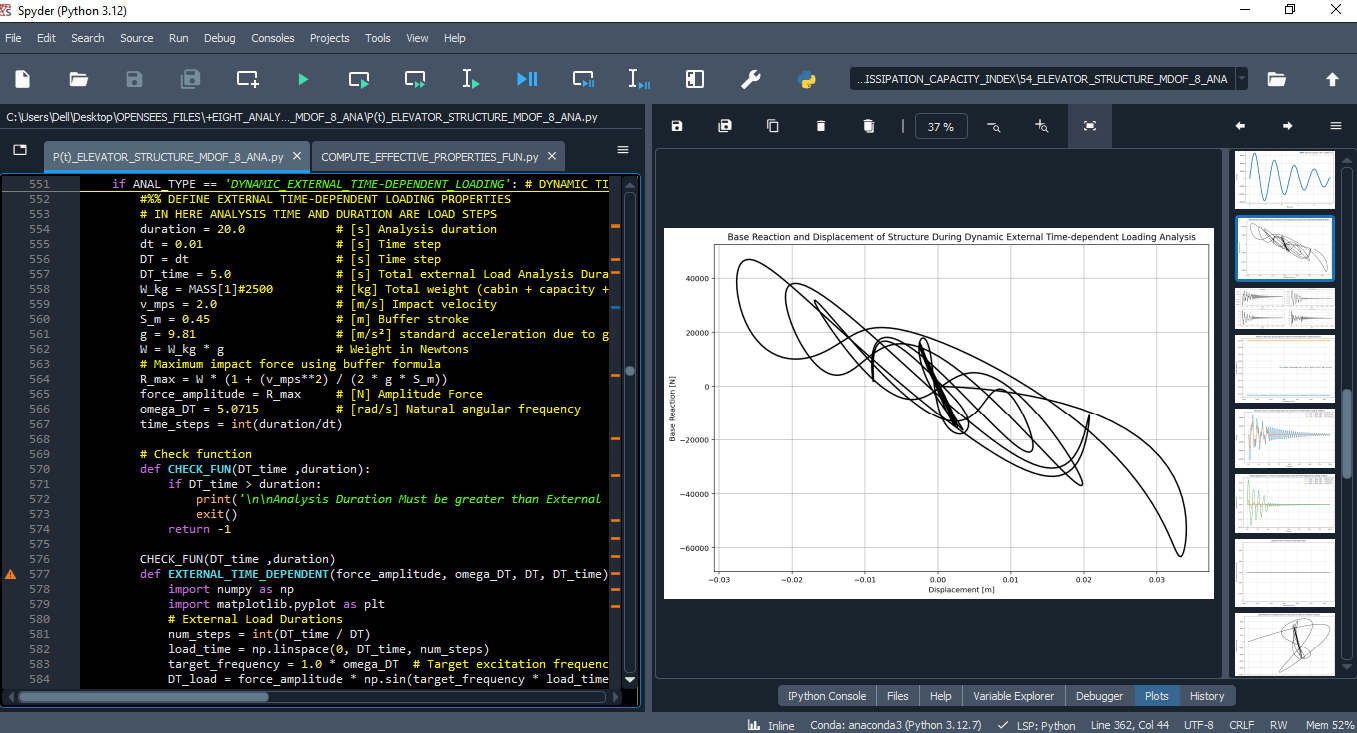 Spyder (Python 3.12)
File Edit Search Source Run Debug Consoles Projects Tools View Help
...ISSIPATION_CAPACITY_INDEX\54_ELEVATOR_STRUCTURE_MDOF_8_ANA
C:\Users\Dell\Desktop\OPENSEES_FILES\+EIGHT_ANALY..._MDOF_8_ANA\P(t)_ELEVATOR_STRUCTURE_MDOF_8_ANA.py
P(t)_ELEVATOR_STRUCTURE_MDOF_8_ANA.py COMPUTE_EFFECTIVE_PROPERTIES_FUN.py
551 if ANAL_TYPE == 'DYNAMIC_EXTERNAL_TIME-DEPENDENT_LOADING': # DYNAMIC TI
552 #%% DEFINE EXTERNAL TIME-DEPENDENT LOADING PROPERTIES
553 # IN HERE ANALYSIS TIME AND DURATION ARE LOAD STEPS
554 duration = 20.0 # [s] Analysis duration
555 dt = 0.01 # [s] Time step
556 DT = dt # [s] Time step
557 DT_time = 5.0 # [s] Total external Load Analysis Dura
558 W_kg = MASS[1]#2500 # [kg] Total weight (cabin + capacity +
559 v_mps = 2.0 # [m/s] Impact velocity
560 S_m = 0.45 # [m] Buffer stroke
561 g = 9.81 # [m/s²] standard acceleration due to g
562 W = W_kg * g # Weight in Newtons
563 # Maximum impact force using buffer formula
564 R_max = W * (1 + (v_mps**2) / (2 * g * S_m))
565 force_amplitude = R_max # [N] Amplitude Force
566 omega_DT = 5.0715 # [rad/s] Natural angular frequency
567 time_steps = int(duration/dt)
568
569 # Check function
570 def CHECK_FUN(DT_time ,duration):
571 if DT_time > duration:
572 print('\n\nAnalysis Duration Must be greater than External
573 exit()
574 return -1
575
576 CHECK_FUN(DT_time ,duration)
577 def EXTERNAL_TIME_DEPENDENT(force_amplitude, omega_DT, DT, DT_time)
578 import numpy as np
579 import matplotlib.pyplot as plt
580 # External Load Durations
581 num_steps = int(DT_time / DT)
582 load_time = np.linspace(0, DT_time, num_steps)
583 target_frequency = 1.0 * omega_DT # Target excitation frequenc
584 DT_load = force_amplitude * np.sin(target_frequency * load_time
37 %
Base Reaction and Displacement of Structure During Dynamic External Time-dependent Loading Analysis
Base Reaction [N]
40000
20000
0
−20000
−40000
−60000
−0.03 −0.02 −0.01 0.00 0.01 0.02 0.03
Displacement [m]
IPython Console Files Help Variable Explorer Debugger Plots History
Inline Conda: anaconda3 (Python 3.12.7) LSP: Python Line 362, Col 44 UTF-8 CRLF RW Mem 52%